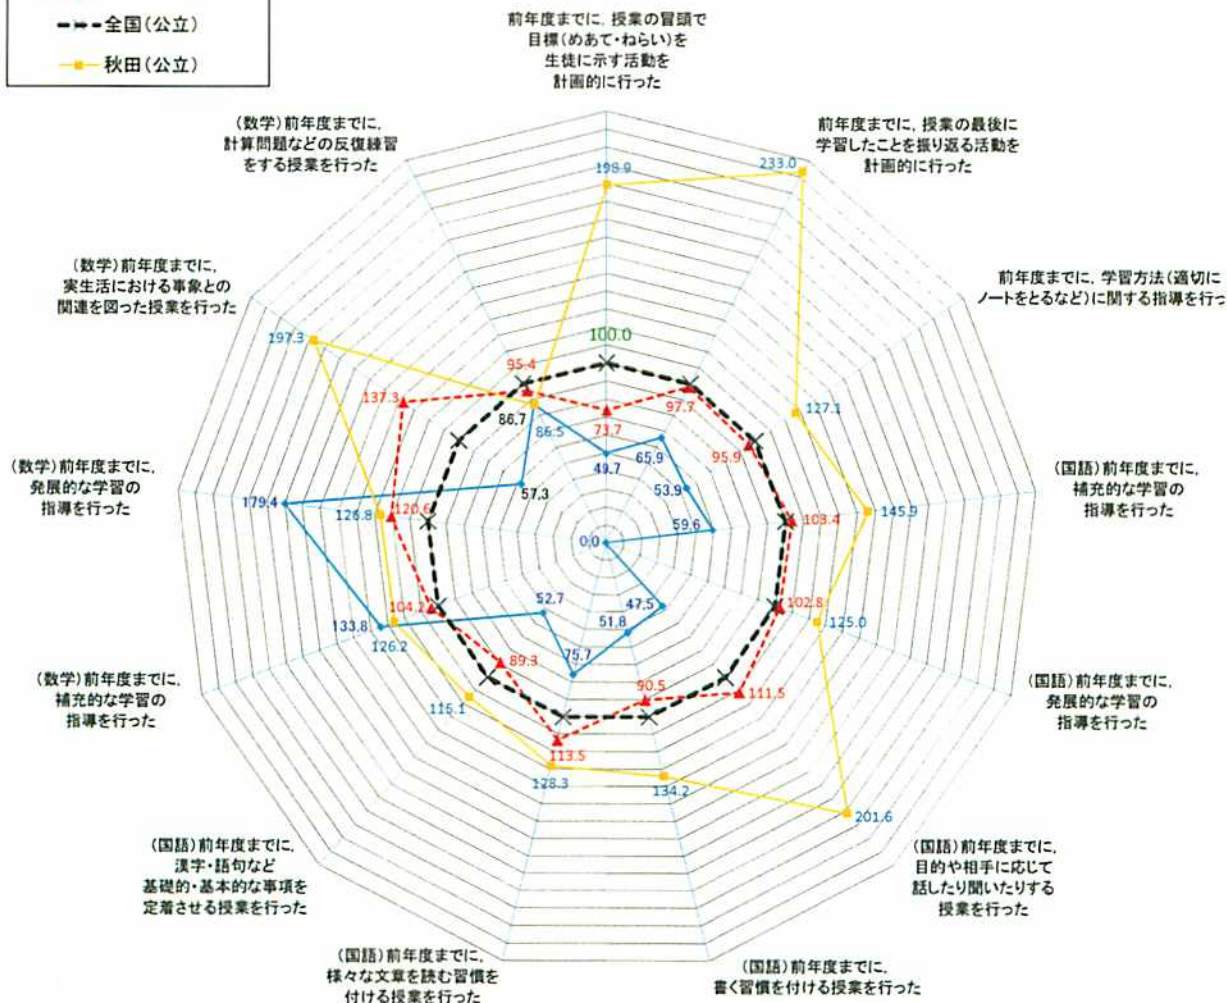 全国(公立)
秋田(公立)
前年度までに, 授業の冒頭で
目標(めあて・ねらい)を
生徒に示す活動を
計画的に行った
前年度までに, 授業の最後に
学習したことを振り返る活動を
計画的に行った
前年度までに, 学習方法(適切に
ノートをとるなど)に関する指導を行っ
(国語)前年度までに,
補充的な学習の
指導を行った
(国語)前年度までに,
発展的な学習の
指導を行った
(国語)前年度までに,
目的や相手に応じて
話したり聞いたりする
授業を行った
(国語)前年度までに,
書く習慣を付ける授業を行った
(国語)前年度までに,
様々な文章を読む習慣を
付ける授業を行った
(国語)前年度までに,
漢字・語句など
基礎的・基本的な事項を
定着させる授業を行った
(数学)前年度までに,
補充的な学習の
指導を行った
(数学)前年度までに,
発展的な学習の
指導を行った
(数学)前年度までに,
実生活における事象との
関連を図った授業を行った
(数学)前年度までに,
計算問題などの反復練習
をする授業を行った
198.9
233.0
127.1
145.9
125.0
201.6
134.2
128.3
116.1
126.2
126.8
197.3
86.7
100.0
73.7
97.7
95.9
103.4
102.8
111.5
90.5
113.5
89.3
104.2
120.6
137.3
95.4
49.7
65.9
53.9
59.6
0.0
47.5
51.8
75.7
52.7
133.8
179.4
57.3
86.5